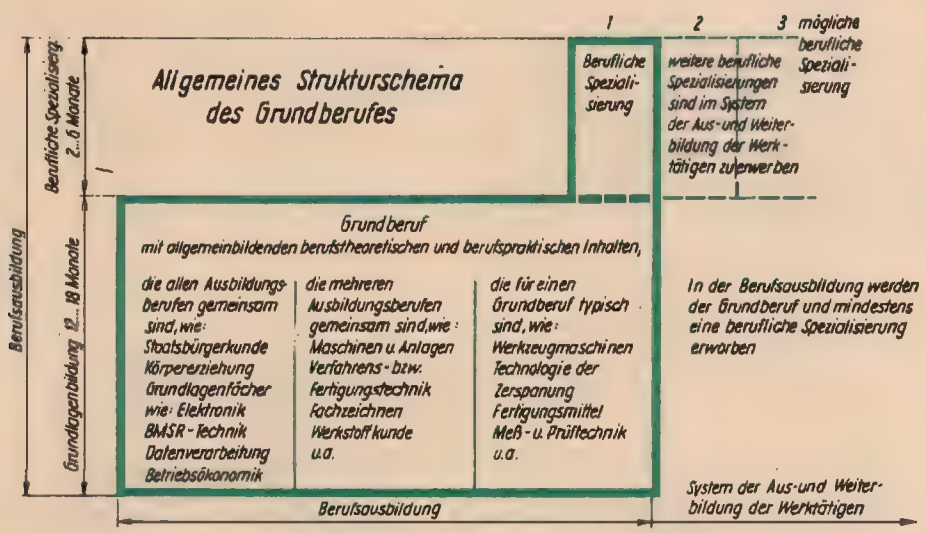 Allgemeines Strukturschema
des Grundberufes
1
2
3
mögliche
berufliche
Speziali-
sierung
Berufliche
Speziali-
sierung
weitere berufliche
Spezialisierungen
sind im System
der Aus- und Weiter-
bildung der Werk-
tätigen zu erwerben
Berufsausbildung
Berufliche Spezialisierg.
2...6 Monate
Grundlagenbildung 12...18 Monate
Grundberuf
mit allgemeinbildenden berufstheoretischen und berufspraktischen Inhalten,
die allen Ausbildungs-
berufen gemeinsam
sind, wie:
Staatsbürgerkunde
Körpererziehung
Grundlagenfächer
wie: Elektronik
BMSR-Technik
Datenverarbeitung
Betriebsökonomik
die mehreren
Ausbildungsberufen
gemeinsam sind, wie:
Maschinen u. Anlagen
Verfahrens- bzw.
Fertigungstechnik
Fachzeichnen
Werkstoffkunde
u.a.
die für einen
Grundberuf typisch
sind, wie:
Werkzeugmaschinen
Technologie der
Zerspanung
Fertigungsmittel
Meß- u. Prüftechnik
u.a.
In der Berufsausbildung werden
der Grundberuf und mindestens
eine berufliche Spezialisierung
erworben
Berufsausbildung
System der Aus- und Weiter-
bildung der Werktätigen